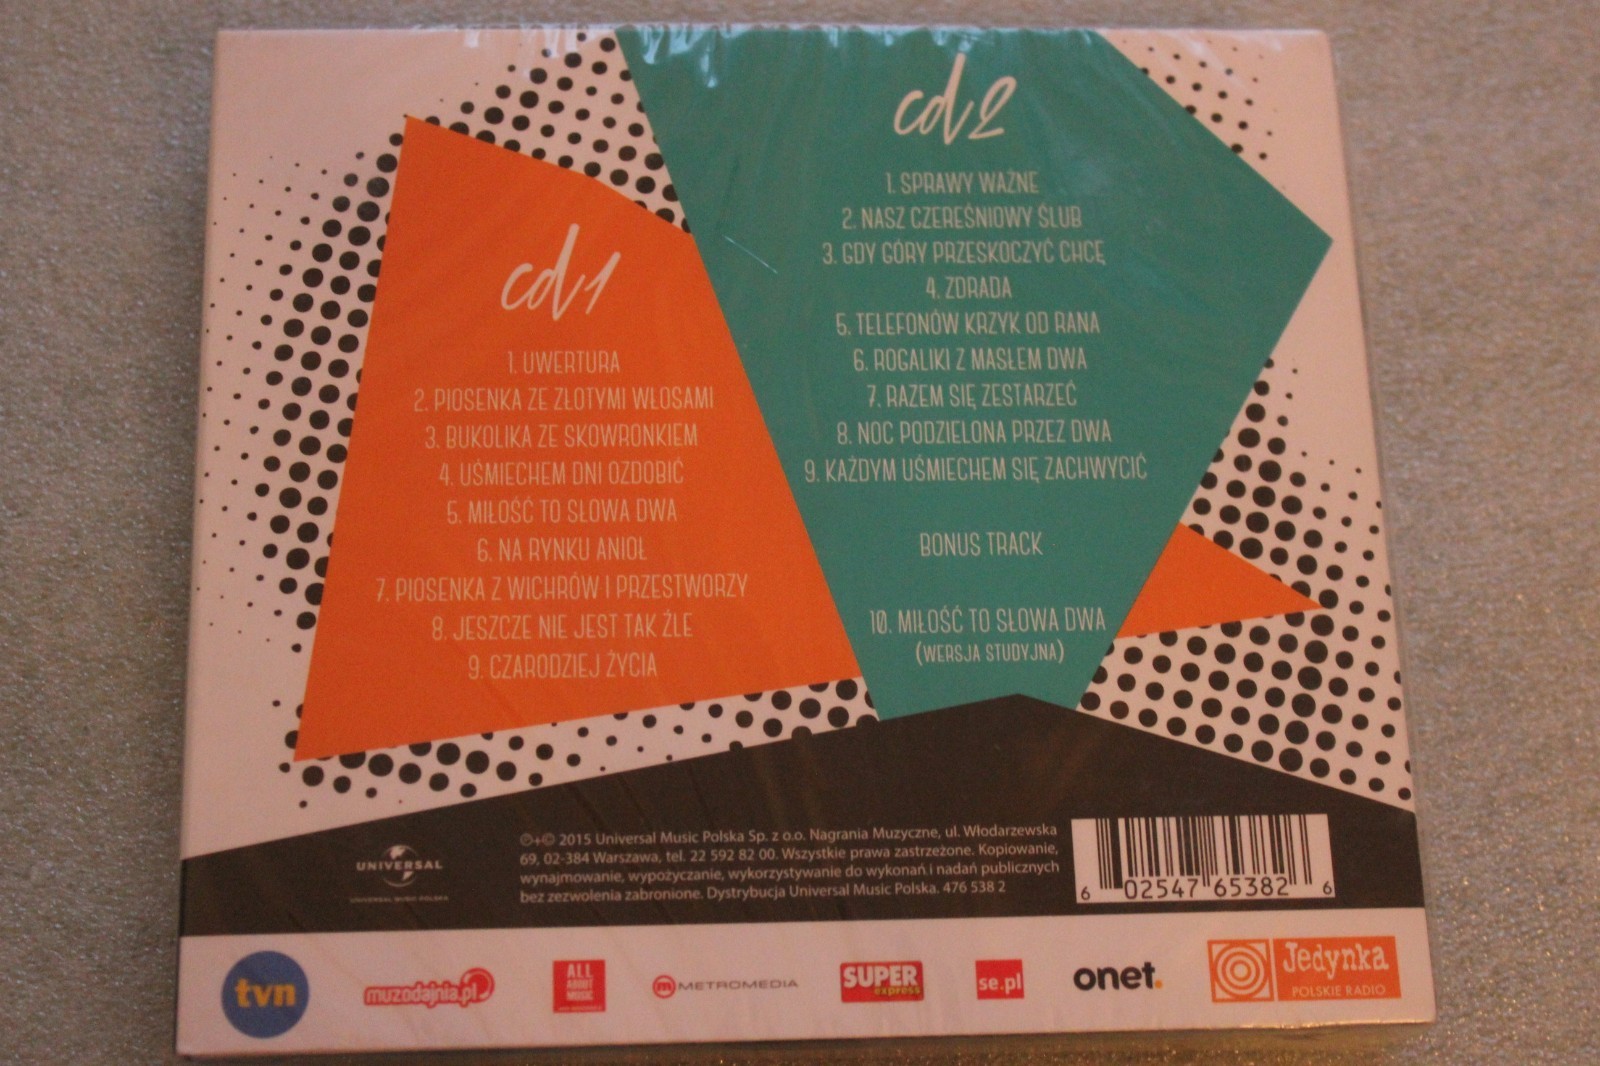 cd1
1. UWERTURA
2. PIOSENKA ZE ZŁOTYMI WŁOSAMI
3. BUKOLIKA ZE SKOWRONKIEM
4. UŚMIECHEM DNI OZDOBIĆ
5. MIŁOŚĆ TO SŁOWA DWA
6. NA RYNKU ANIOŁ
7. PIOSENKA Z WICHRÓW I PRZESTWORZY
8. JESZCZE NIE JEST TAK ŹLE
9. CZARODZIEJ ŻYCIA
cd2
1. SPRAWY WAŻNE
2. NASZ CZEREŚNIOWY ŚLUB
3. GDY GÓRY PRZESKOCZYĆ CHCĘ
4. ZDRADA
5. TELEFONÓW KRZYK OD RANA
6. ROGALIKI Z MASŁEM DWA
7. RAZEM SIĘ ZESTARZEĆ
8. NOC PODZIELONA PRZEZ DWA
9. KAŻDYM UŚMIECHEM SIĘ ZACHWYCIĆ
BONUS TRACK
10. MIŁOŚĆ TO SŁOWA DWA
(WERSJA STUDYJNA)
UNIVERSAL
UNIVERSAL MUSIC POLSKA
℗+© 2015 Universal Music Polska Sp. z o.o. Nagrania Muzyczne, ul. Włodarzewska
69, 02-384 Warszawa, tel. 22 592 82 00. Wszystkie prawa zastrzeżone. Kopiowanie,
wynajmowanie, wypożyczanie, wykorzystywanie do wykonań i nadań publicznych
bez zezwolenia zabronione. Dystrybucja Universal Music Polska. 476 538 2
6 02547 65382 6
tvn
muzodajnia.pl
ALL
ABOUT
MUSIC
METROMEDIA
SUPER
express
se.pl
onet.
Jedynka
POLSKIE RADIO